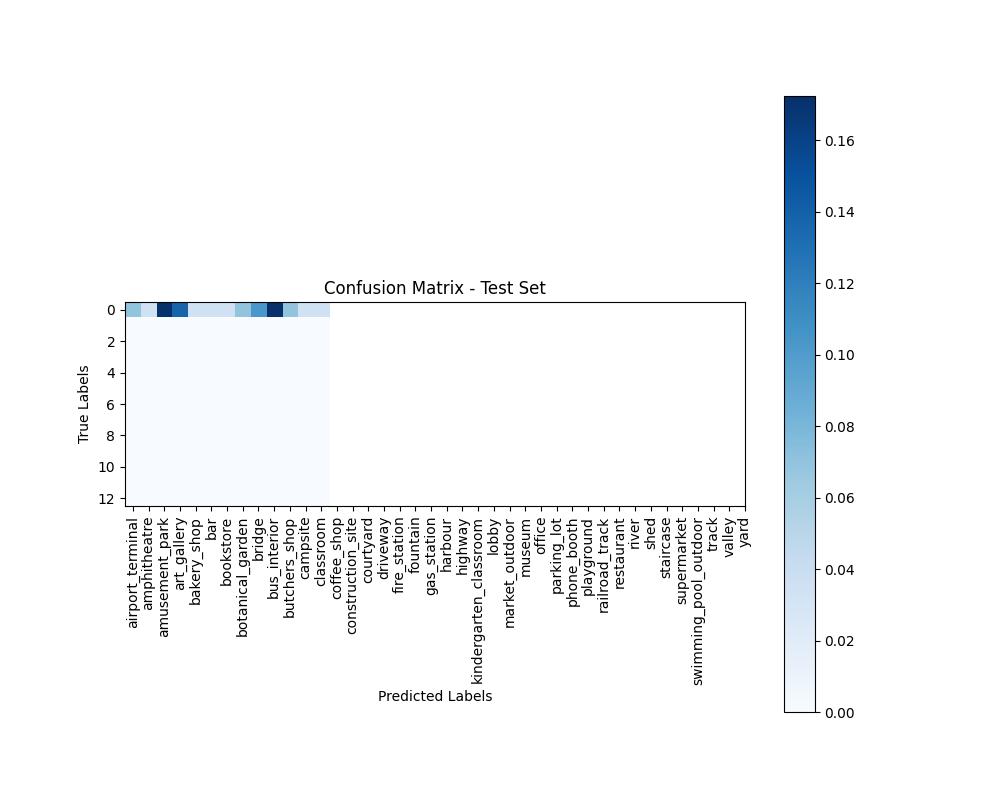 Confusion Matrix - Test Set
True Labels
0
2
4
6
8
10
12
airport_terminal
amphitheatre
amusement_park
art_gallery
bakery_shop
bar
bookstore
botanical_garden
bridge
bus_interior
butchers_shop
campsite
classroom
coffee_shop
construction_site
courtyard
driveway
fire_station
fountain
gas_station
harbour
highway
kindergarten_classroom
lobby
market_outdoor
museum
office
parking_lot
phone_booth
playground
railroad_track
restaurant
river
shed
staircase
supermarket
swimming_pool_outdoor
track
valley
yard
Predicted Labels
0.16
0.14
0.12
0.10
0.08
0.06
0.04
0.02
0.00